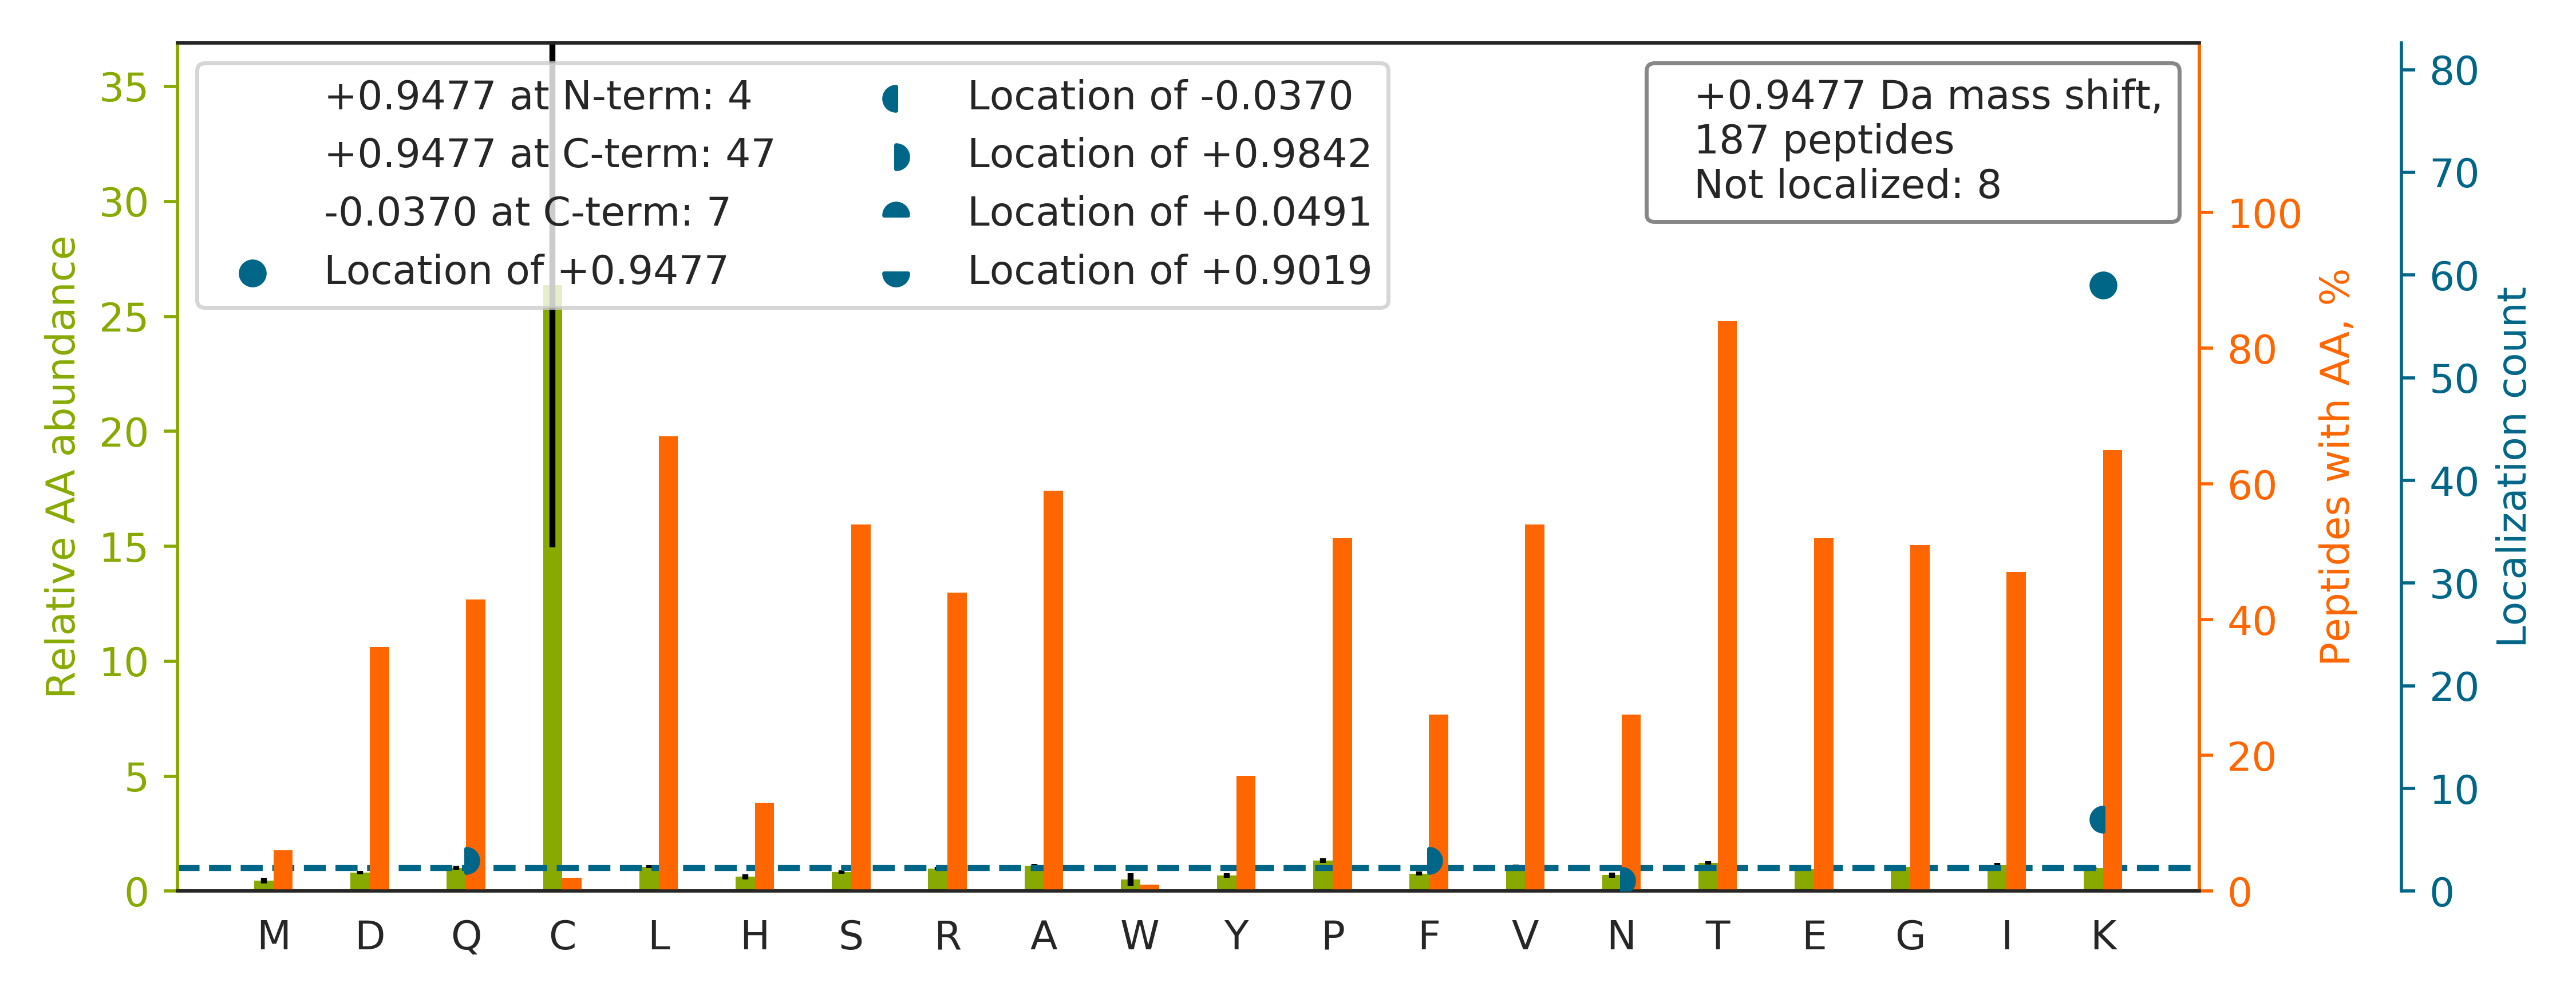 +0.9477 at N-term: 4
+0.9477 at C-term: 47
-0.0370 at C-term: 7
Location of +0.9477
Location of -0.0370
Location of +0.9842
Location of +0.0491
Location of +0.9019
+0.9477 Da mass shift,
187 peptides
Not localized: 8
Relative AA abundance
35
30
25
20
15
10
5
0
M D Q C L H S R A W Y P F V N T E G I K
100
80
60
40
20
0
Peptides with AA, %
80
70
60
50
40
30
20
10
0
Localization count